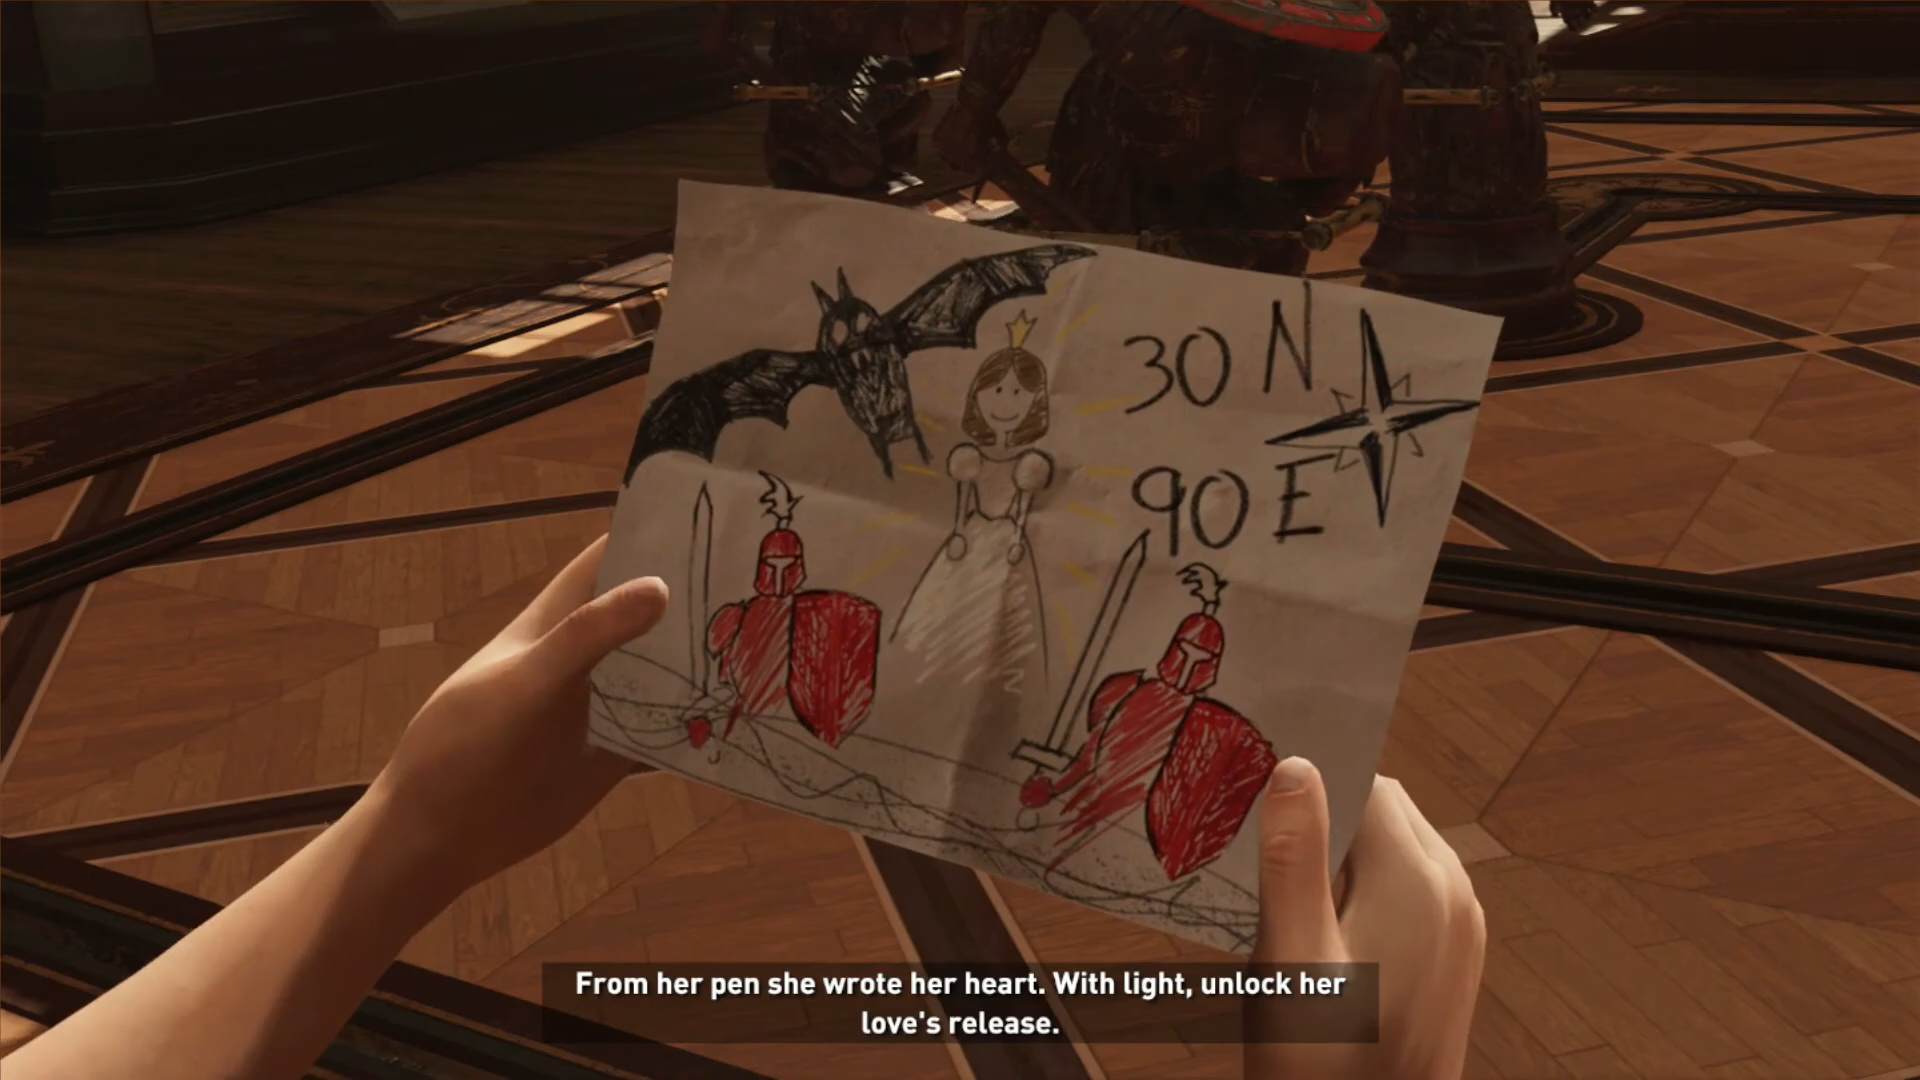 30 N
90 E
From her pen she wrote her heart. With light, unlock her
love's release.